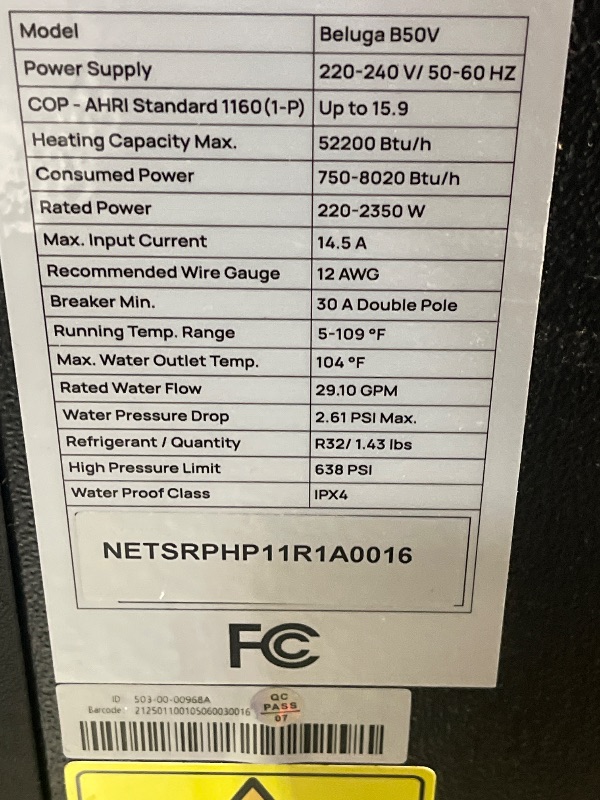 Model Beluga B50V
Power Supply 220-240 V/ 50-60 HZ
COP - AHRI Standard 1160(1-P) Up to 15.9
Heating Capacity Max. 52200 Btu/h
Consumed Power 750-8020 Btu/h
Rated Power 220-2350 W
Max. Input Current 14.5 A
Recommended Wire Gauge 12 AWG
Breaker Min. 30 A Double Pole
Running Temp. Range 5-109 °F
Max. Water Outlet Temp. 104 °F
Rated Water Flow 29.10 GPM
Water Pressure Drop 2.61 PSI Max.
Refrigerant / Quantity R32/ 1.43 lbs
High Pressure Limit 638 PSI
Water Proof Class IPX4
NETSRPHP11R1A0016
FC
ID 503-00-00968A
Barcode: 212501100105060030016
QC
PASS
07